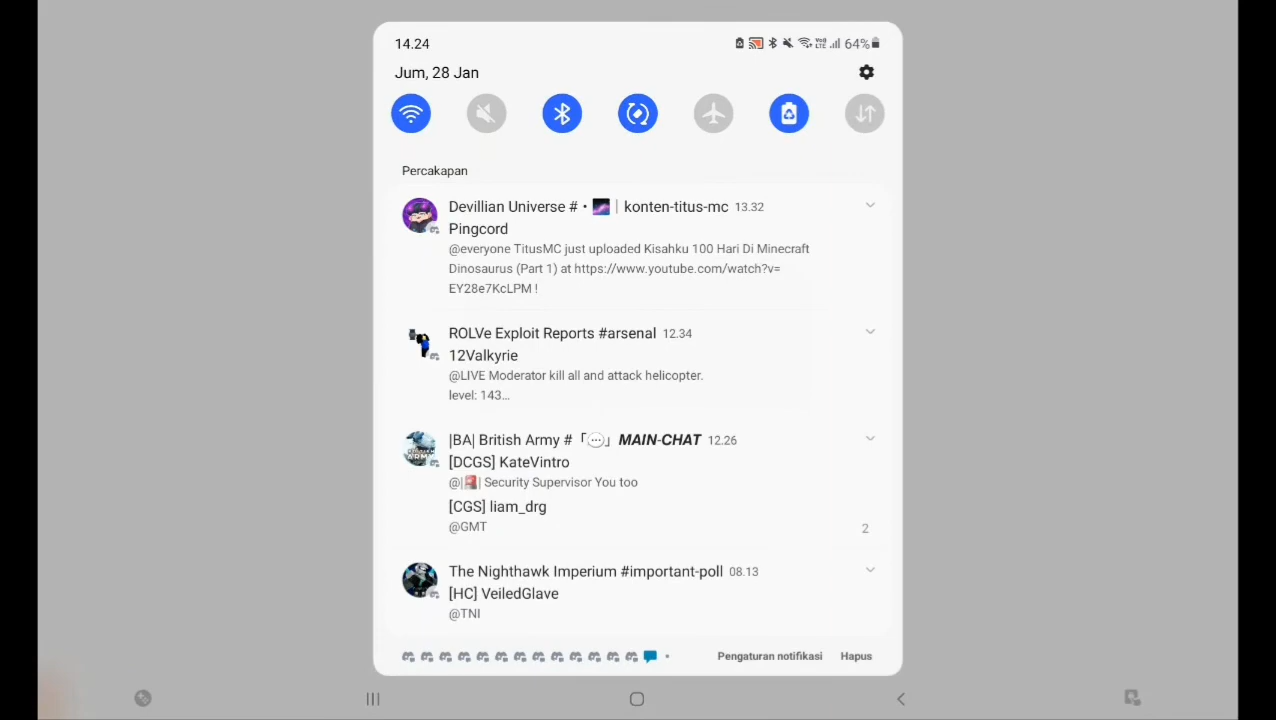 14.24
VoB LTE 64%
Jum, 28 Jan
Percakapan
Devillian Universe # • | konten-titus-mc 13.32
Pingcord
@everyone TitusMC just uploaded Kisahku 100 Hari Di Minecraft
Dinosaurus (Part 1) at https://www.youtube.com/watch?v=
EY28e7KcLPM !
ROLVe Exploit Reports #arsenal 12.34
12Valkyrie
@LIVE Moderator kill all and attack helicopter.
level: 143...
|BA| British Army #「💬」MAIN-CHAT 12.26
[DCGS] KateVintro
@|🚨| Security Supervisor You too
[CGS] liam_drg
@GMT
2
The Nighthawk Imperium #important-poll 08.13
[HC] VeiledGlave
@TNI
Pengaturan notifikasi Hapus